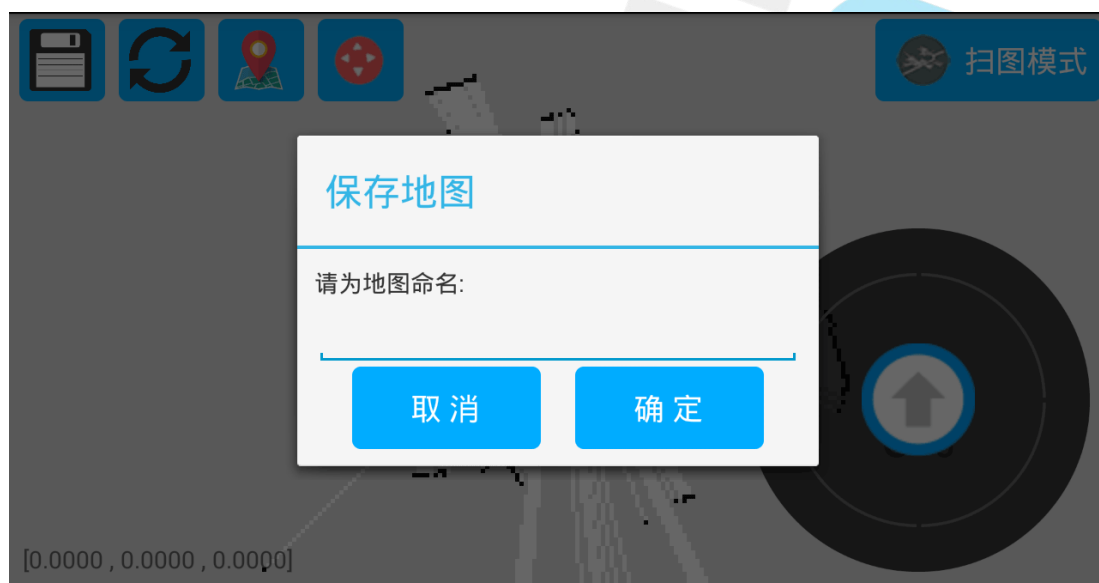 扫图模式
保存地图
请为地图命名:
取消
确定
[0.0000 , 0.0000 , 0.0000]